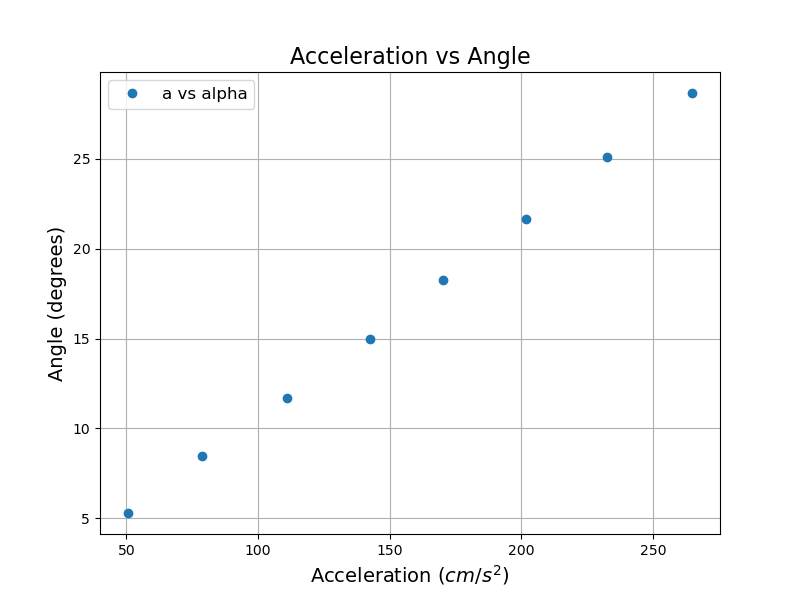 Acceleration vs Angle
a vs alpha
Angle (degrees)
25
20
15
10
5
50 100 150 200 250
Acceleration (cm/s²)